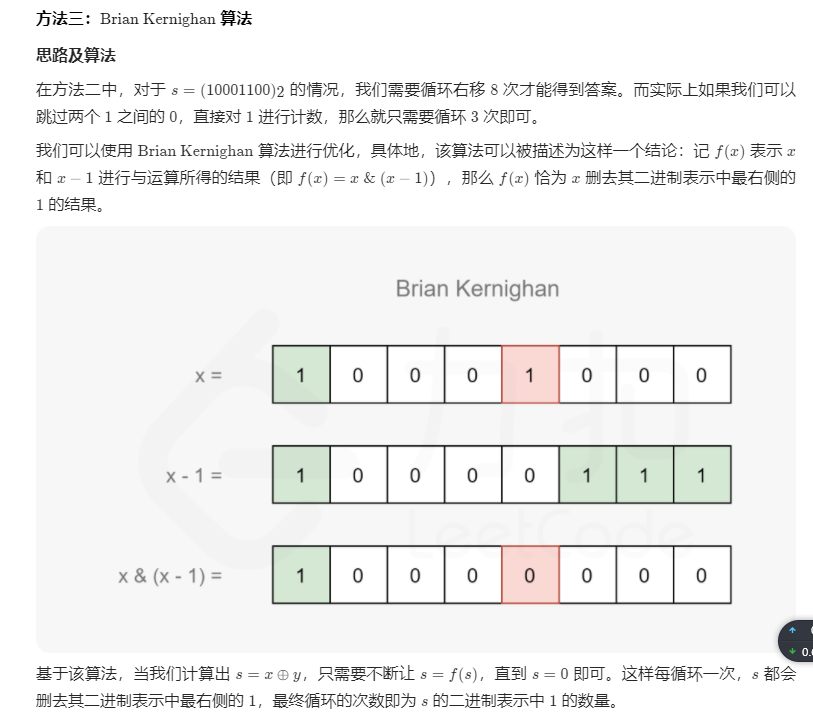 方法三：Brian Kernighan 算法
思路及算法
在方法二中，对于 s = (10001100)2 的情况，我们需要循环右移 8 次才能得到答案。而实际上如果我们可以
跳过两个 1 之间的 0，直接对 1 进行计数，那么就只需要循环 3 次即可。
我们可以使用 Brian Kernighan 算法进行优化，具体地，该算法可以被描述为这样一个结论：记 f(x) 表示 x
和 x − 1 进行与运算所得的结果（即 f(x) = x & (x − 1)），那么 f(x) 恰为 x 删去其二进制表示中最右侧的
1 的结果。
Brian Kernighan
x = 1 0 0 0 1 0 0 0
x - 1 = 1 0 0 0 0 1 1 1
x & (x - 1) = 1 0 0 0 0 0 0 0
力扣
LeetCode
基于该算法，当我们计算出 s = x ⊕ y，只需要不断让 s = f(s)，直到 s = 0 即可。这样每循环一次，s 都会
删去其二进制表示中最右侧的 1，最终循环的次数即为 s 的二进制表示中 1 的数量。